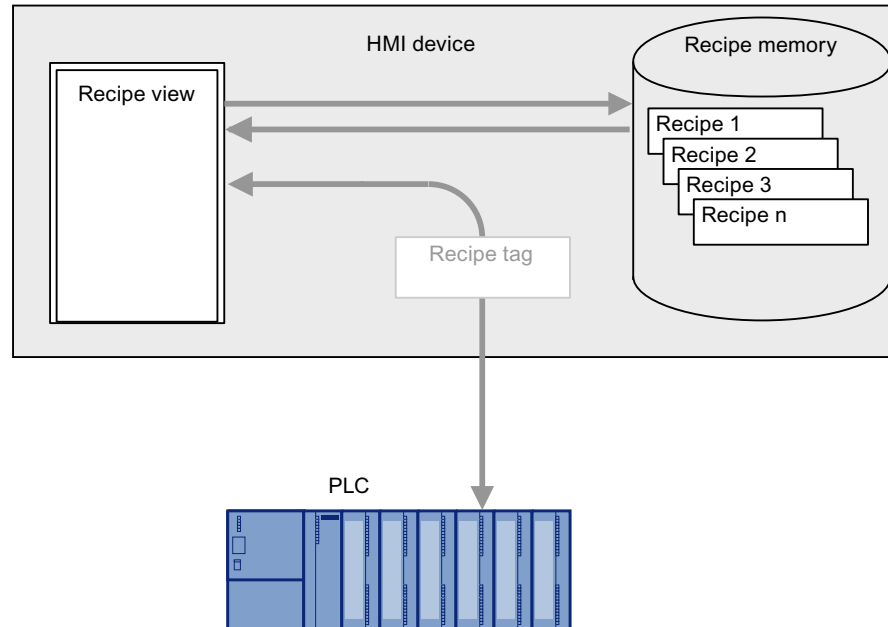 HMI device
Recipe memory
Recipe view
Recipe 1
Recipe 2
Recipe 3
Recipe n
Recipe tag
PLC